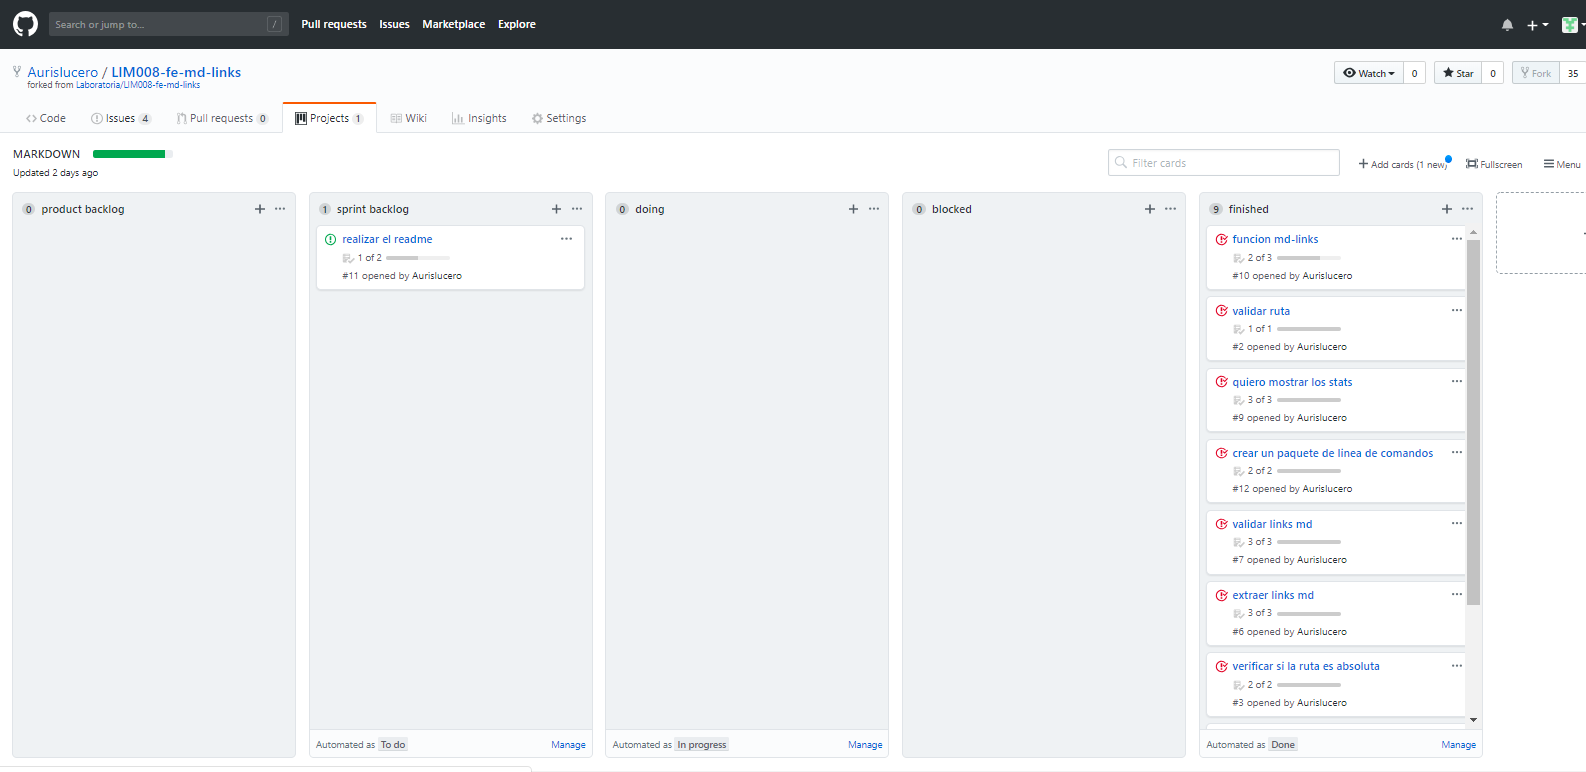 Search or jump to... /
Pull requests Issues Marketplace Explore
Aurislucero / LIM008-fe-md-links
forked from Laboratoria/LIM008-fe-md-links
Watch 0 Star 0 Fork 35
Code Issues 4 Pull requests 0 Projects 1 Wiki Insights Settings
MARKDOWN
Updated 2 days ago
Filter cards
Add cards (1 new) Fullscreen Menu
0 product backlog
1 sprint backlog
realizar el readme
1 of 2
#11 opened by Aurislucero
Automated as To do Manage
0 doing
Automated as In progress Manage
0 blocked
9 finished
funcion md-links
2 of 3
#10 opened by Aurislucero
validar ruta
1 of 1
#2 opened by Aurislucero
quiero mostrar los stats
3 of 3
#9 opened by Aurislucero
crear un paquete de linea de comandos
2 of 2
#12 opened by Aurislucero
validar links md
3 of 3
#7 opened by Aurislucero
extraer links md
3 of 3
#6 opened by Aurislucero
verificar si la ruta es absoluta
2 of 2
#3 opened by Aurislucero
Automated as Done Manage